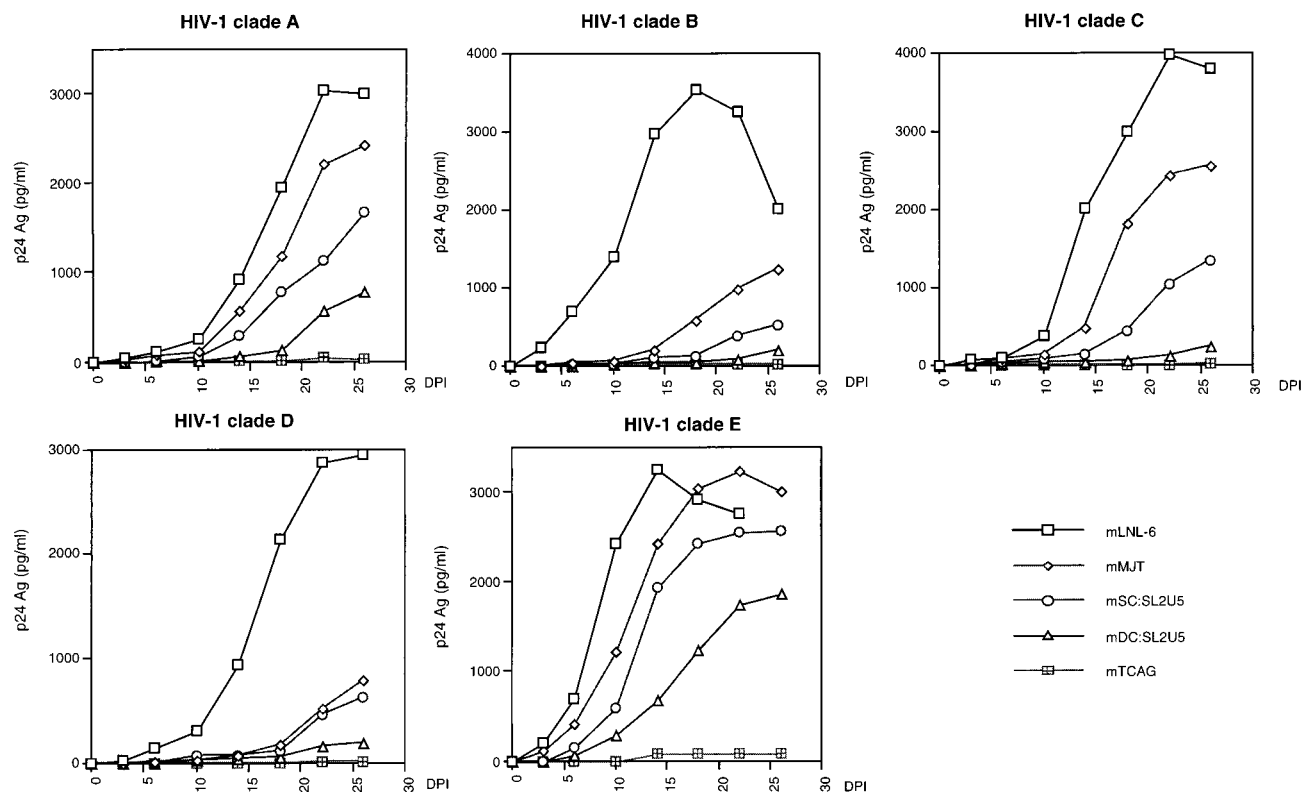 HIV-1 clade A
p24 Ag (pg/ml)
3000
2000
1000
0
0 5 10 15 20 25 30 DPI
HIV-1 clade B
p24 Ag (pg/ml)
4000
3000
2000
1000
0
0 5 10 15 20 25 30 DPI
HIV-1 clade C
p24 Ag (pg/ml)
4000
3000
2000
1000
0
0 5 10 15 20 25 30 DPI
HIV-1 clade D
p24 Ag (pg/ml)
3000
2000
1000
0
0 5 10 15 20 25 30 DPI
HIV-1 clade E
p24 Ag (pg/ml)
3000
2000
1000
0
0 5 10 15 20 25 30 DPI
mLNL-6
mMJT
mSC:SL2U5
mDC:SL2U5
mTCAG